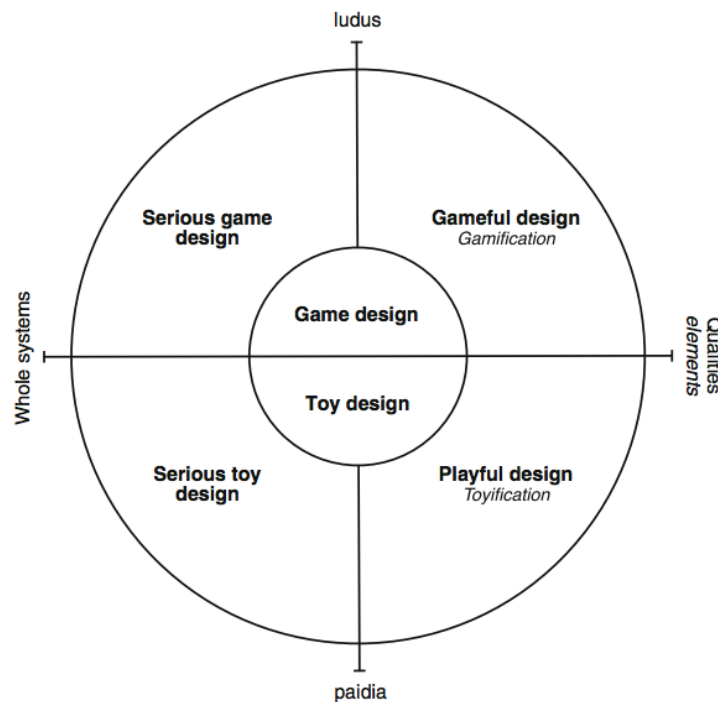 ludus
Serious game
design
Gameful design
Gamification
Game design
Whole systems
Qualities
elements
Toy design
Serious toy
design
Playful design
Toyification
paidia